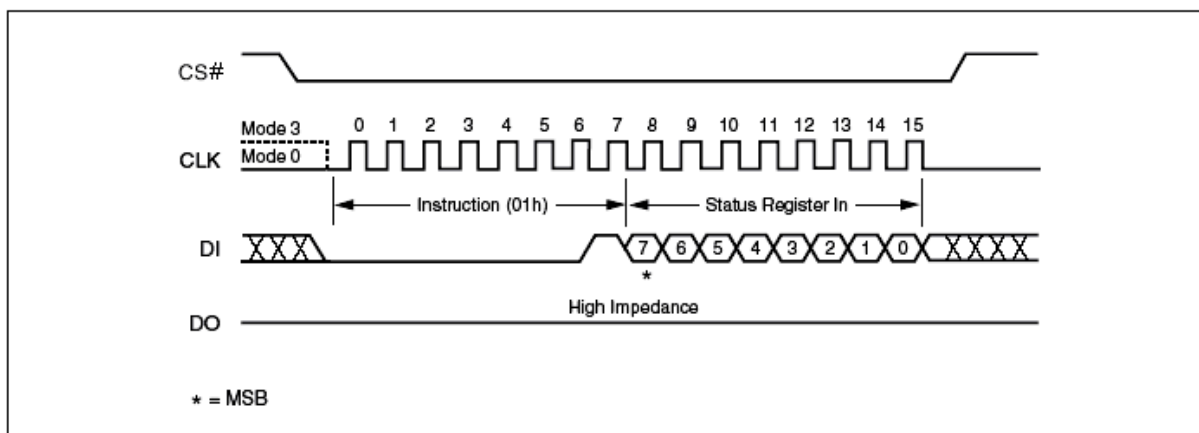 CS#
Mode 3
0 1 2 3 4 5 6 7 8 9 10 11 12 13 14 15
CLK
Mode 0
Instruction (01h)
Status Register In
DI
7 6 5 4 3 2 1 0
*
High Impedance
DO
* = MSB